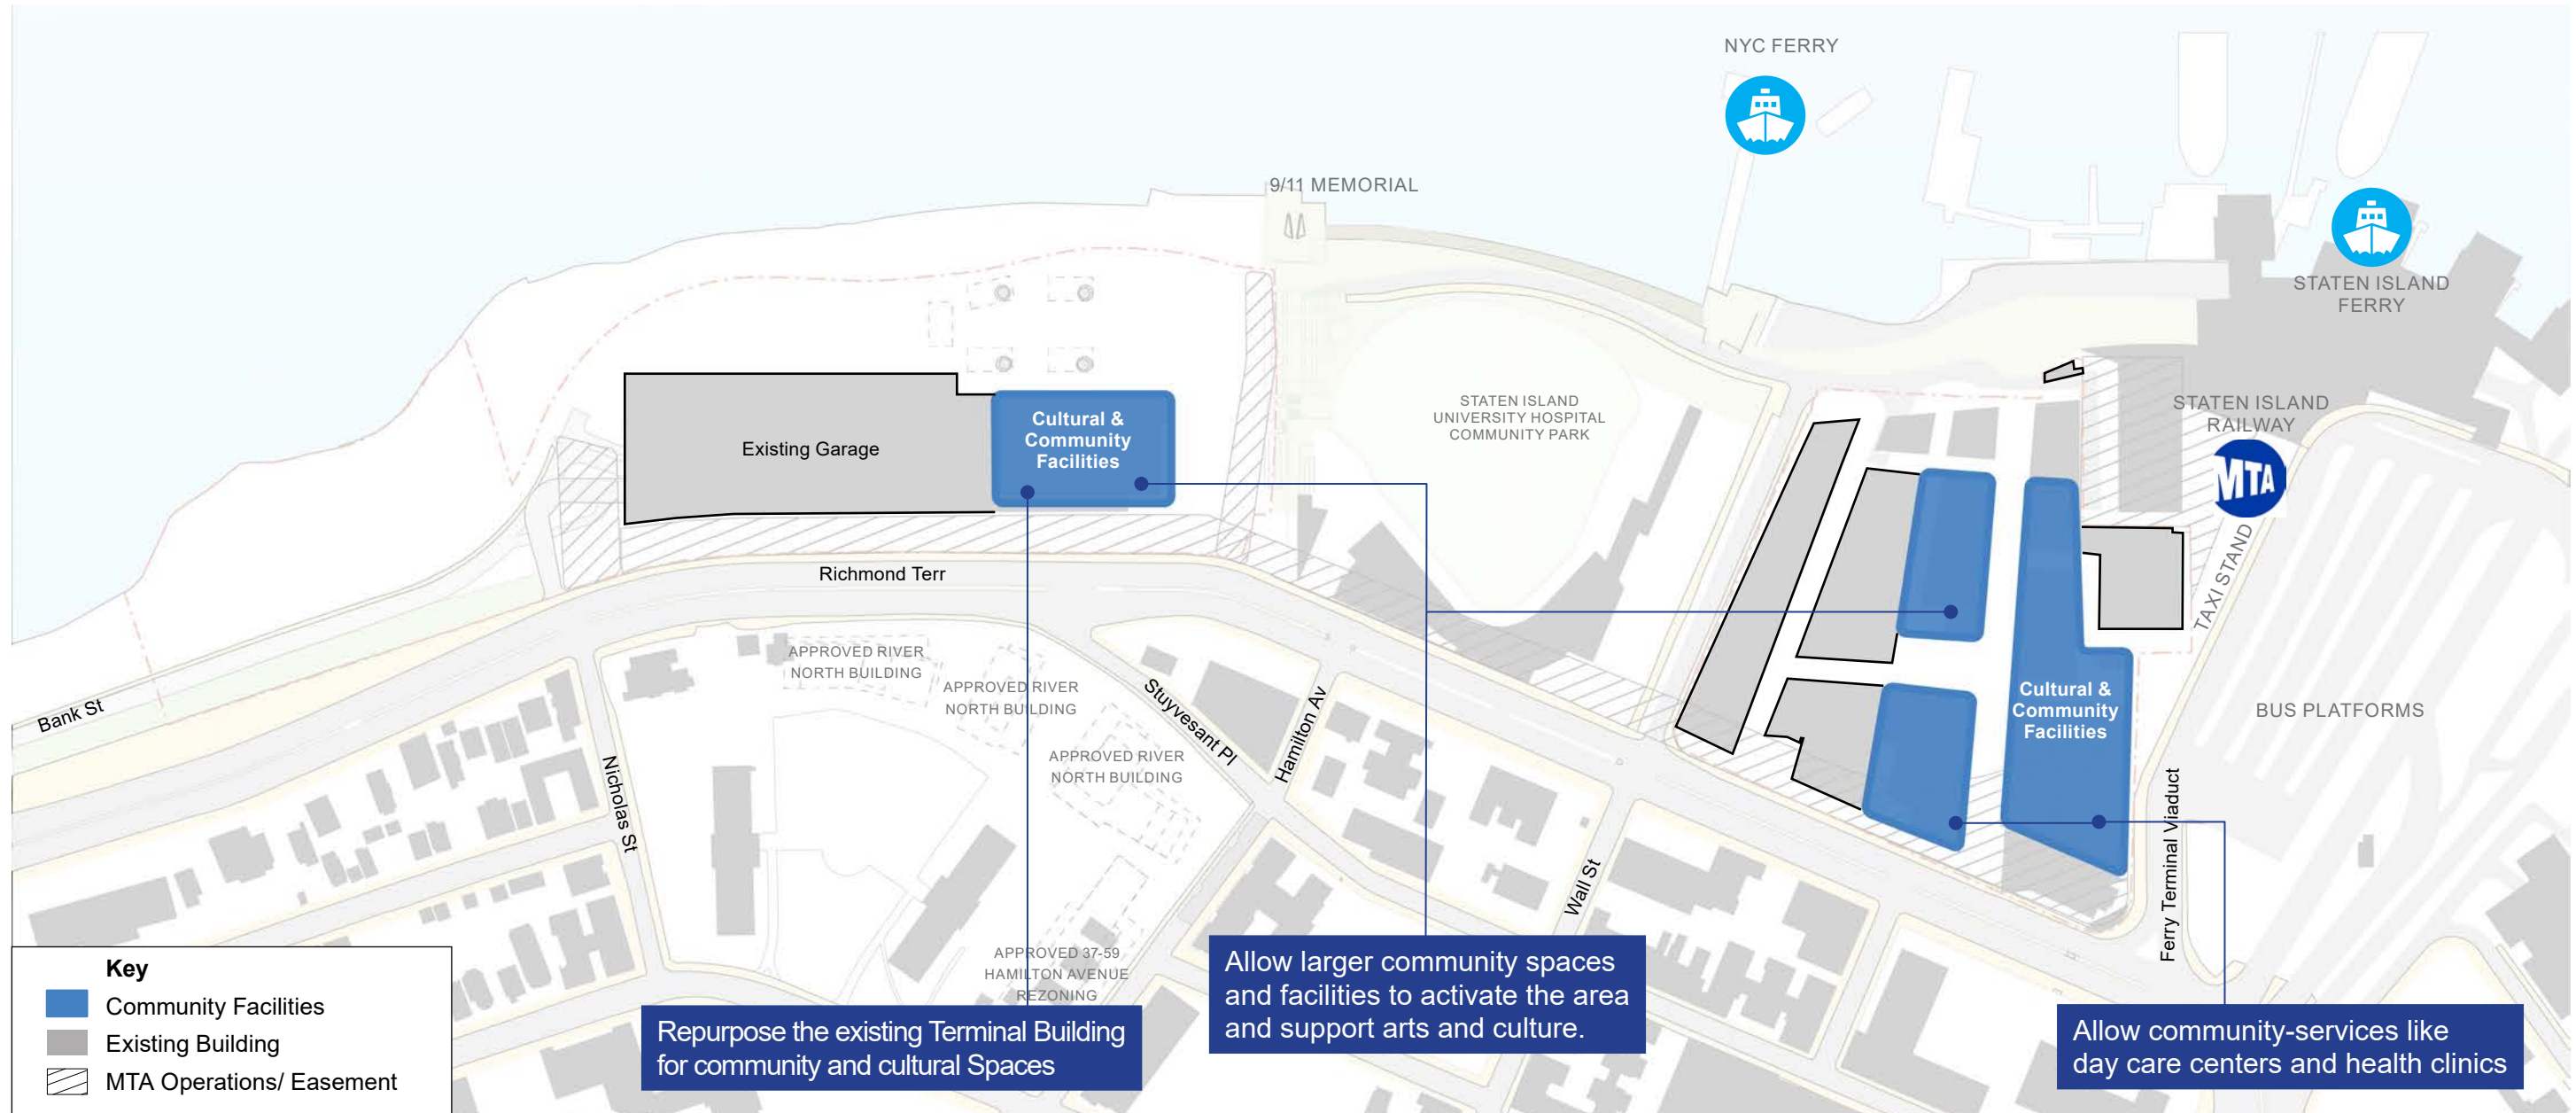 NYC FERRY
9/11 MEMORIAL
STATEN ISLAND
FERRY
STATEN ISLAND
RAILWAY
MTA
TAXI STAND
STATEN ISLAND
UNIVERSITY HOSPITAL
COMMUNITY PARK
Cultural &
Community
Facilities
Existing Garage
Richmond Terr
APPROVED RIVER
NORTH BUILDING
APPROVED RIVER
NORTH BUILDING
APPROVED RIVER
NORTH BUILDING
Stuyvesant Pl
Hamilton Av
Cultural &
Community
Facilities
BUS PLATFORMS
Bank St
Nicholas St
Wall St
Ferry Terminal Viaduct
APPROVED 37-59
HAMILTON AVENUE
REZONING
Key
Community Facilities
Existing Building
MTA Operations/ Easement
Repurpose the existing Terminal Building
for community and cultural Spaces
Allow larger community spaces
and facilities to activate the area
and support arts and culture.
Allow community-services like
day care centers and health clinics